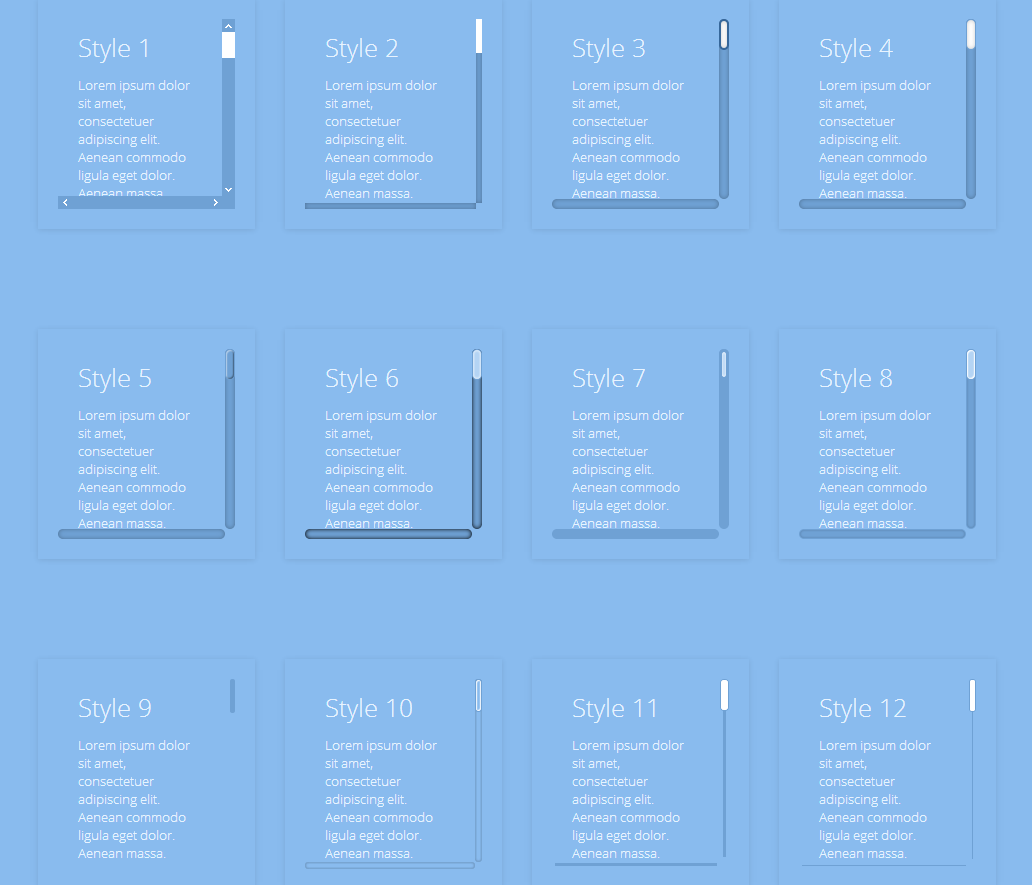 Style 1
Lorem ipsum dolor
sit amet,
consectetuer
adipiscing elit.
Aenean commodo
ligula eget dolor.
Aenean massa.
Style 2
Lorem ipsum dolor
sit amet,
consectetuer
adipiscing elit.
Aenean commodo
ligula eget dolor.
Aenean massa.
Style 3
Lorem ipsum dolor
sit amet,
consectetuer
adipiscing elit.
Aenean commodo
ligula eget dolor.
Aenean massa.
Style 4
Lorem ipsum dolor
sit amet,
consectetuer
adipiscing elit.
Aenean commodo
ligula eget dolor.
Aenean massa.
Style 5
Lorem ipsum dolor
sit amet,
consectetuer
adipiscing elit.
Aenean commodo
ligula eget dolor.
Aenean massa.
Style 6
Lorem ipsum dolor
sit amet,
consectetuer
adipiscing elit.
Aenean commodo
ligula eget dolor.
Aenean massa.
Style 7
Lorem ipsum dolor
sit amet,
consectetuer
adipiscing elit.
Aenean commodo
ligula eget dolor.
Aenean massa.
Style 8
Lorem ipsum dolor
sit amet,
consectetuer
adipiscing elit.
Aenean commodo
ligula eget dolor.
Aenean massa.
Style 9
Lorem ipsum dolor
sit amet,
consectetuer
adipiscing elit.
Aenean commodo
ligula eget dolor.
Aenean massa.
Style 10
Lorem ipsum dolor
sit amet,
consectetuer
adipiscing elit.
Aenean commodo
ligula eget dolor.
Aenean massa.
Style 11
Lorem ipsum dolor
sit amet,
consectetuer
adipiscing elit.
Aenean commodo
ligula eget dolor.
Aenean massa.
Style 12
Lorem ipsum dolor
sit amet,
consectetuer
adipiscing elit.
Aenean commodo
ligula eget dolor.
Aenean massa.